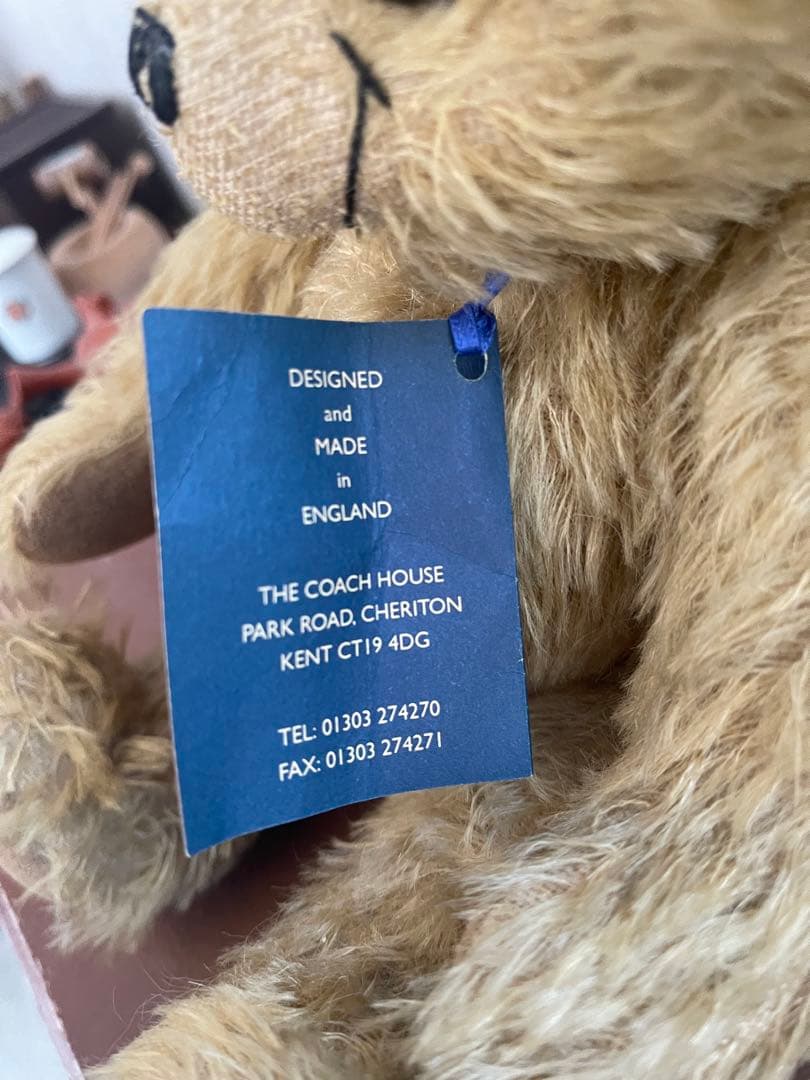 DESIGNED
and
MADE
in
ENGLAND
THE COACH HOUSE
PARK ROAD, CHERITON
KENT CT19 4DG
TEL: 01303 274270
FAX: 01303 274271